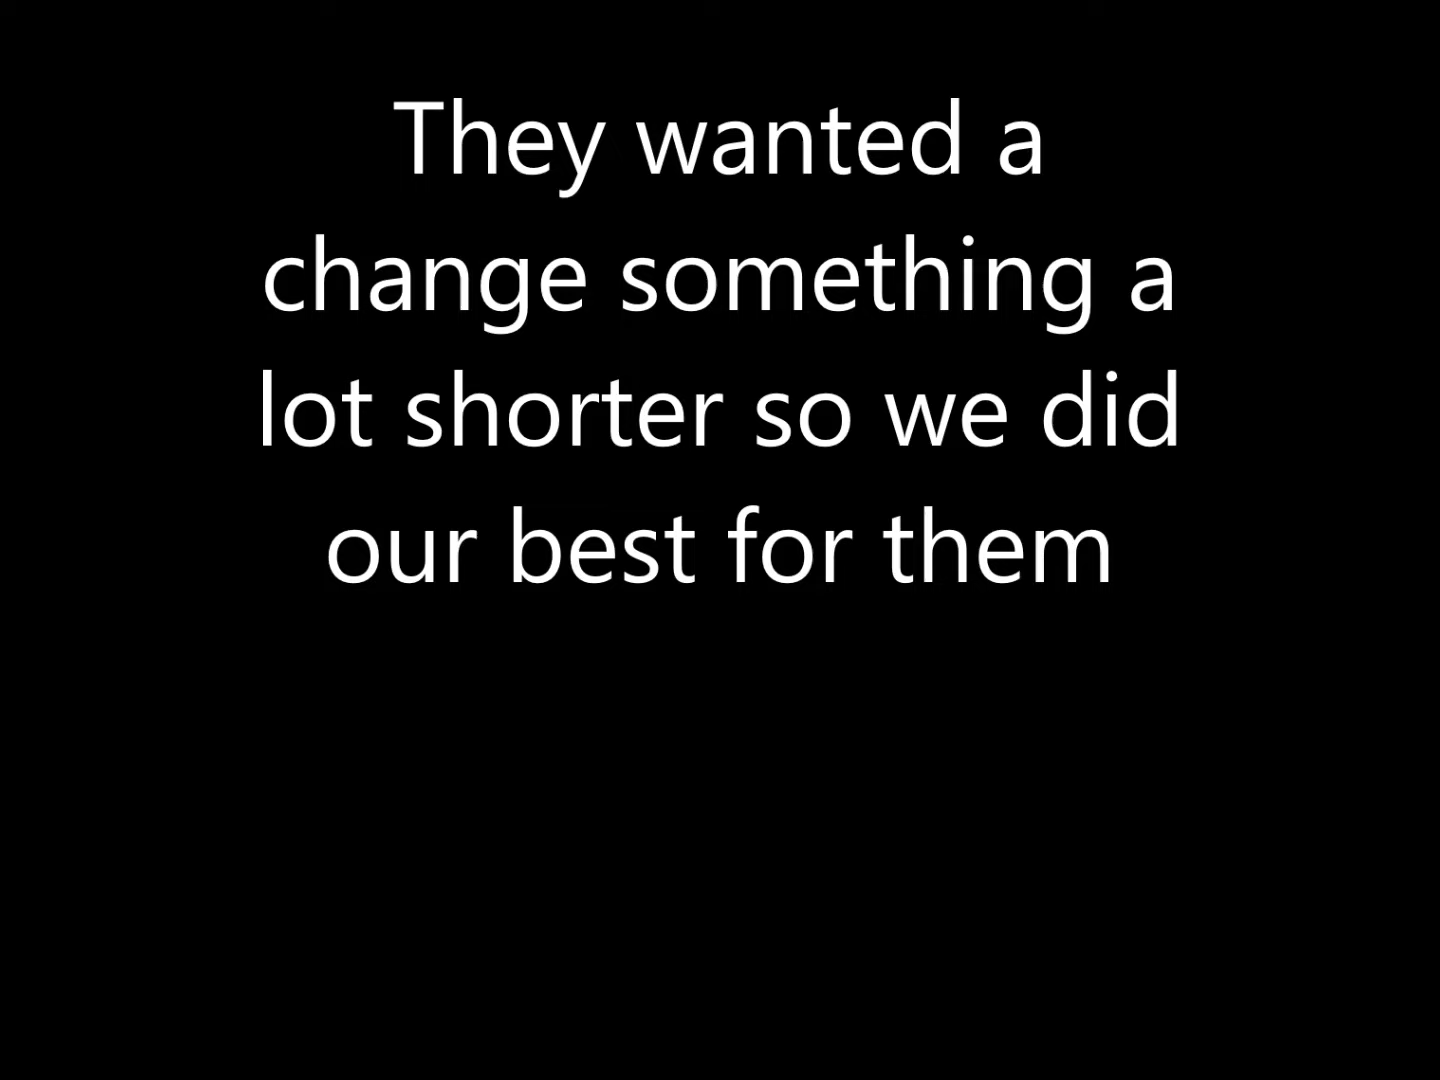 They wanted a
change something a
lot shorter so we did
our best for them